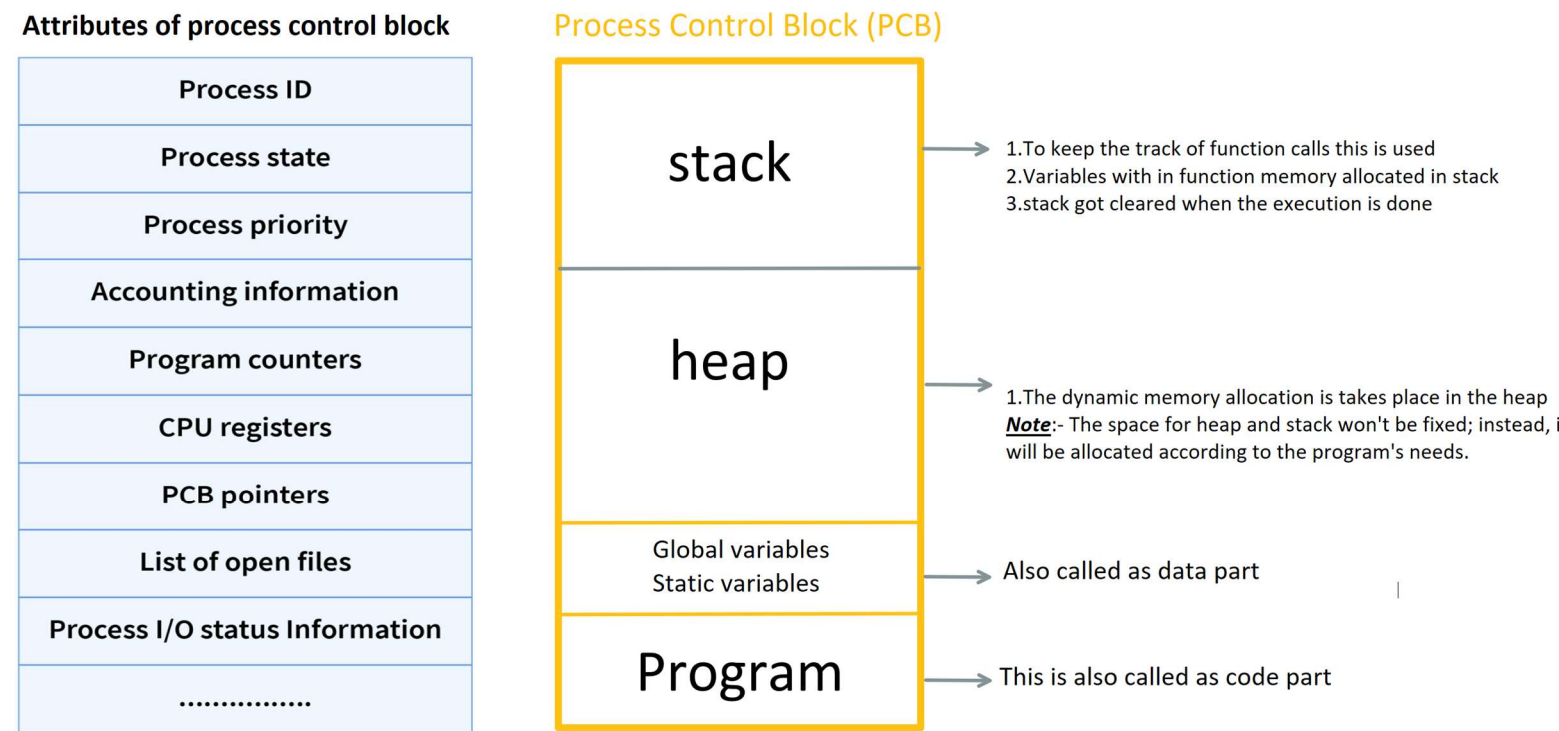 Attributes of process control block
Process ID
Process state
Process priority
Accounting information
Program counters
CPU registers
PCB pointers
List of open files
Process I/O status Information
................
Process Control Block (PCB)
stack
1.To keep the track of function calls this is used
2.Variables with in function memory allocated in stack
3.stack got cleared when the execution is done
heap
1.The dynamic memory allocation is takes place in the heap
Note:- The space for heap and stack won't be fixed; instead,
will be allocated according to the program's needs.
Global variables
Static variables
Also called as data part
Program
This is also called as code part